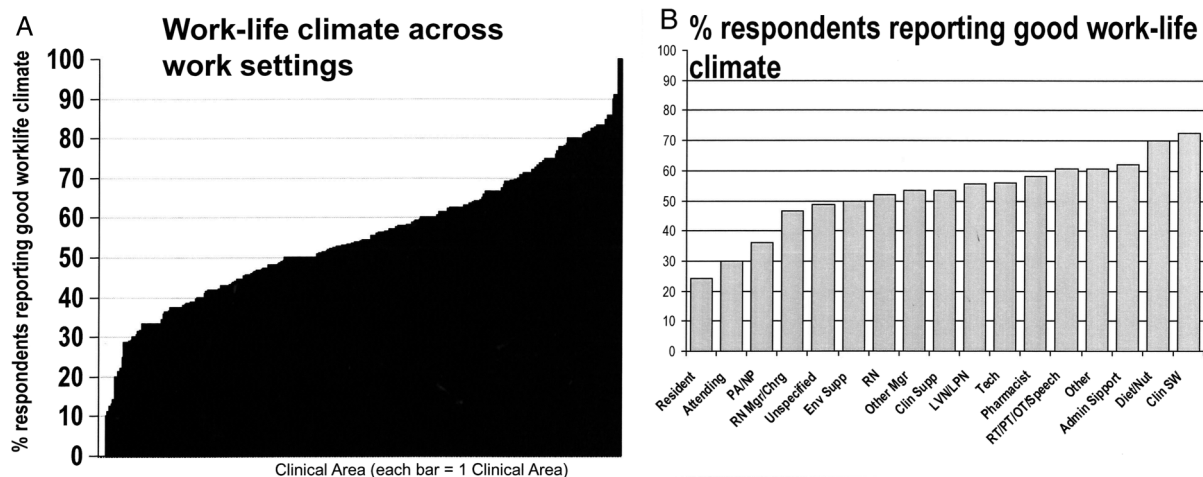 A
Work-life climate across
work settings
% respondents reporting good worklife climate
100
90
80
70
60
50
40
30
20
10
0
Clinical Area (each bar = 1 Clinical Area)
B
% respondents reporting good work-life
climate
100
90
80
70
60
50
40
30
20
10
0
Resident
Attending
PA/NP
RN Mgr/Chrg
Unspecified
Env Supp
RN
Other Mgr
Clin Supp
LVN/LPN
Tech
Pharmacist
RT/PT/OT/Speech
Other
Admin Sipport
Diet/Nut
Clin SW